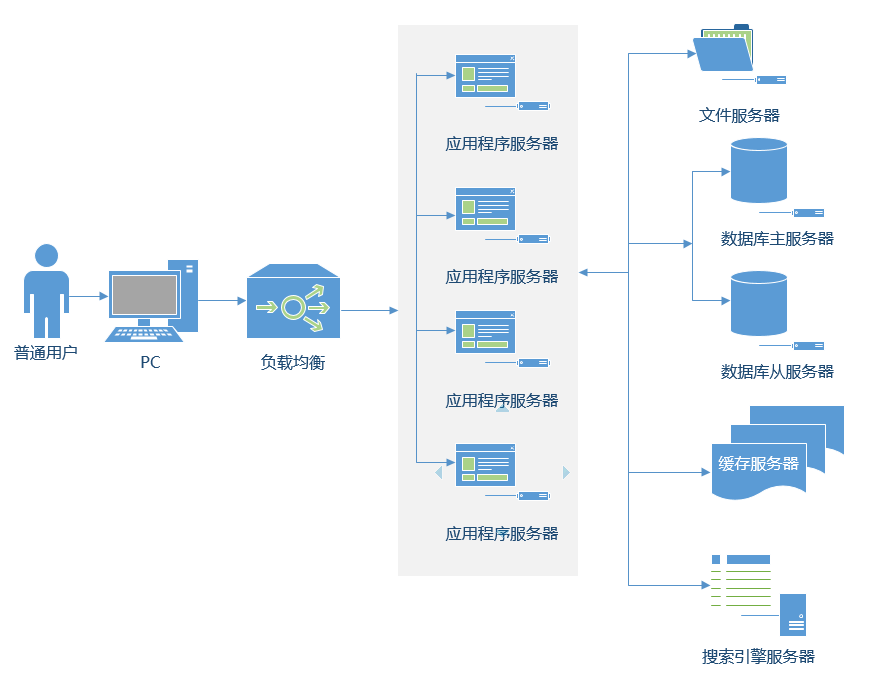 普通用户
PC
负载均衡
应用程序服务器
应用程序服务器
应用程序服务器
应用程序服务器
文件服务器
数据库主服务器
数据库从服务器
缓存服务器
搜索引擎服务器